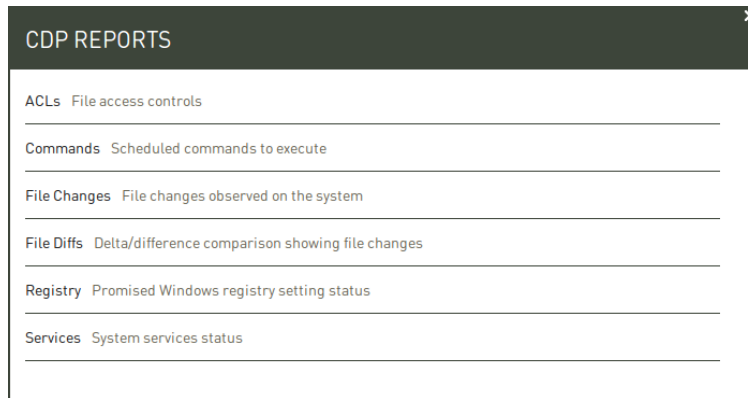 CDP REPORTS
ACLs File access controls
Commands Scheduled commands to execute
File Changes File changes observed on the system
File Diffs Delta/difference comparison showing file changes
Registry Promised Windows registry setting status
Services System services status